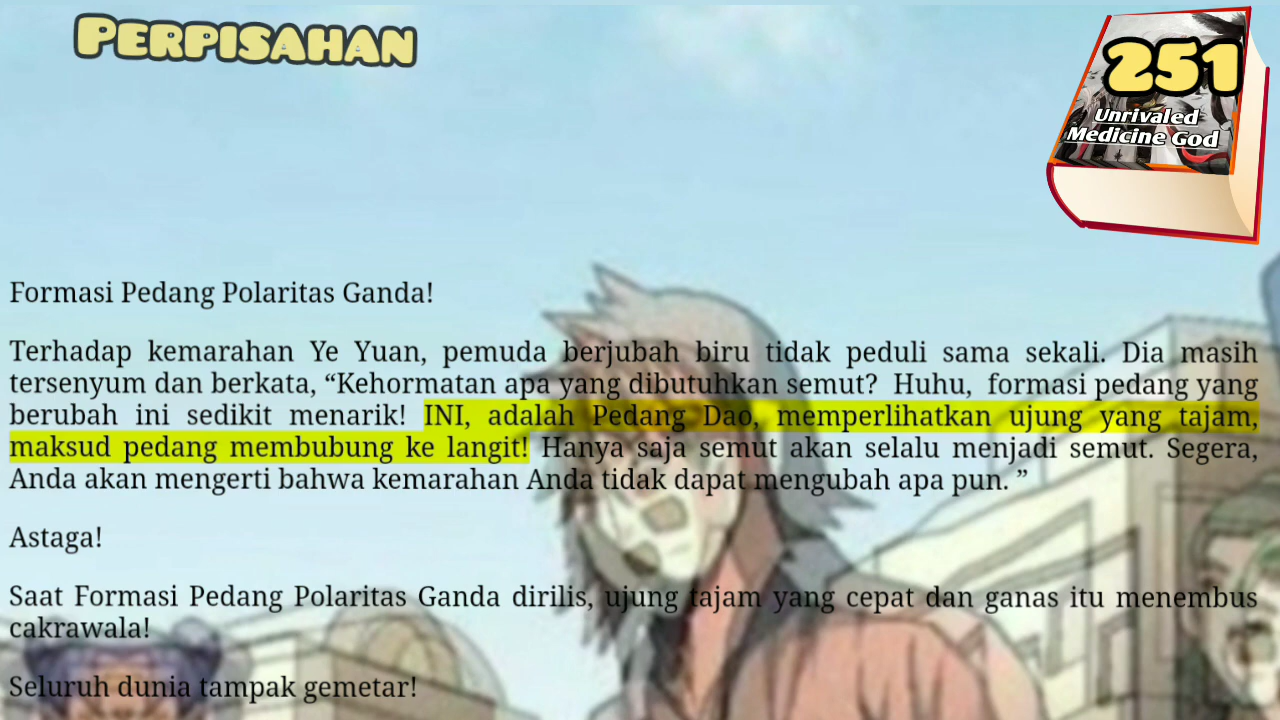 PERPISAHAN
251
Unrivaled
Medicine God
Formasi Pedang Polaritas Ganda!
Terhadap kemarahan Ye Yuan, pemuda berjubah biru tidak peduli sama sekali. Dia masih
tersenyum dan berkata, “Kehormatan apa yang dibutuhkan semut?  Huhu,  formasi pedang yang
berubah ini sedikit menarik! INI, adalah Pedang Dao, memperlihatkan ujung yang tajam,
maksud pedang membubung ke langit! Hanya saja semut akan selalu menjadi semut. Segera,
Anda akan mengerti bahwa kemarahan Anda tidak dapat mengubah apa pun. ”
Astaga!
Saat Formasi Pedang Polaritas Ganda dirilis, ujung tajam yang cepat dan ganas itu menembus
cakrawala!
Seluruh dunia tampak gemetar!